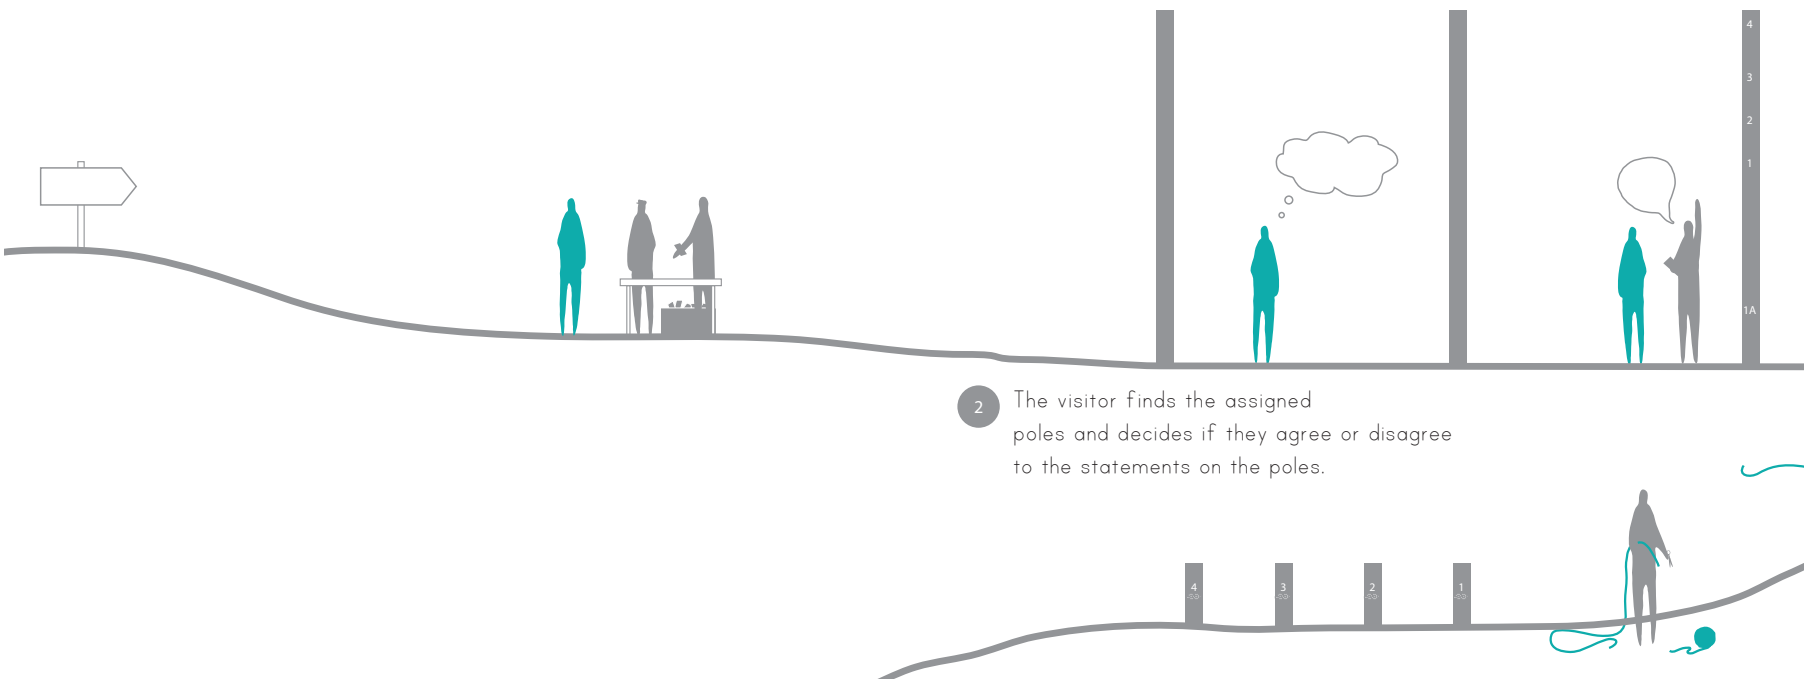 4
3
2
1
1A
2
The visitor finds the assigned
poles and decides if they agree or disagree
to the statements on the poles.
4
3
2
1